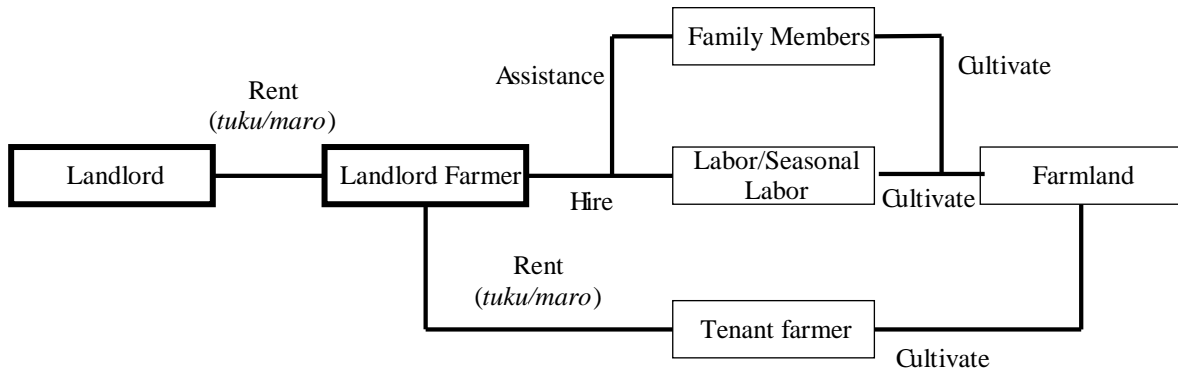 Family Members
Assistance
Cultivate
Rent
(tuku/maro)
Landlord
Landlord Farmer
Labor/Seasonal
Labor
Farmland
Hire
Cultivate
Rent
(tuku/maro)
Tenant farmer
Cultivate